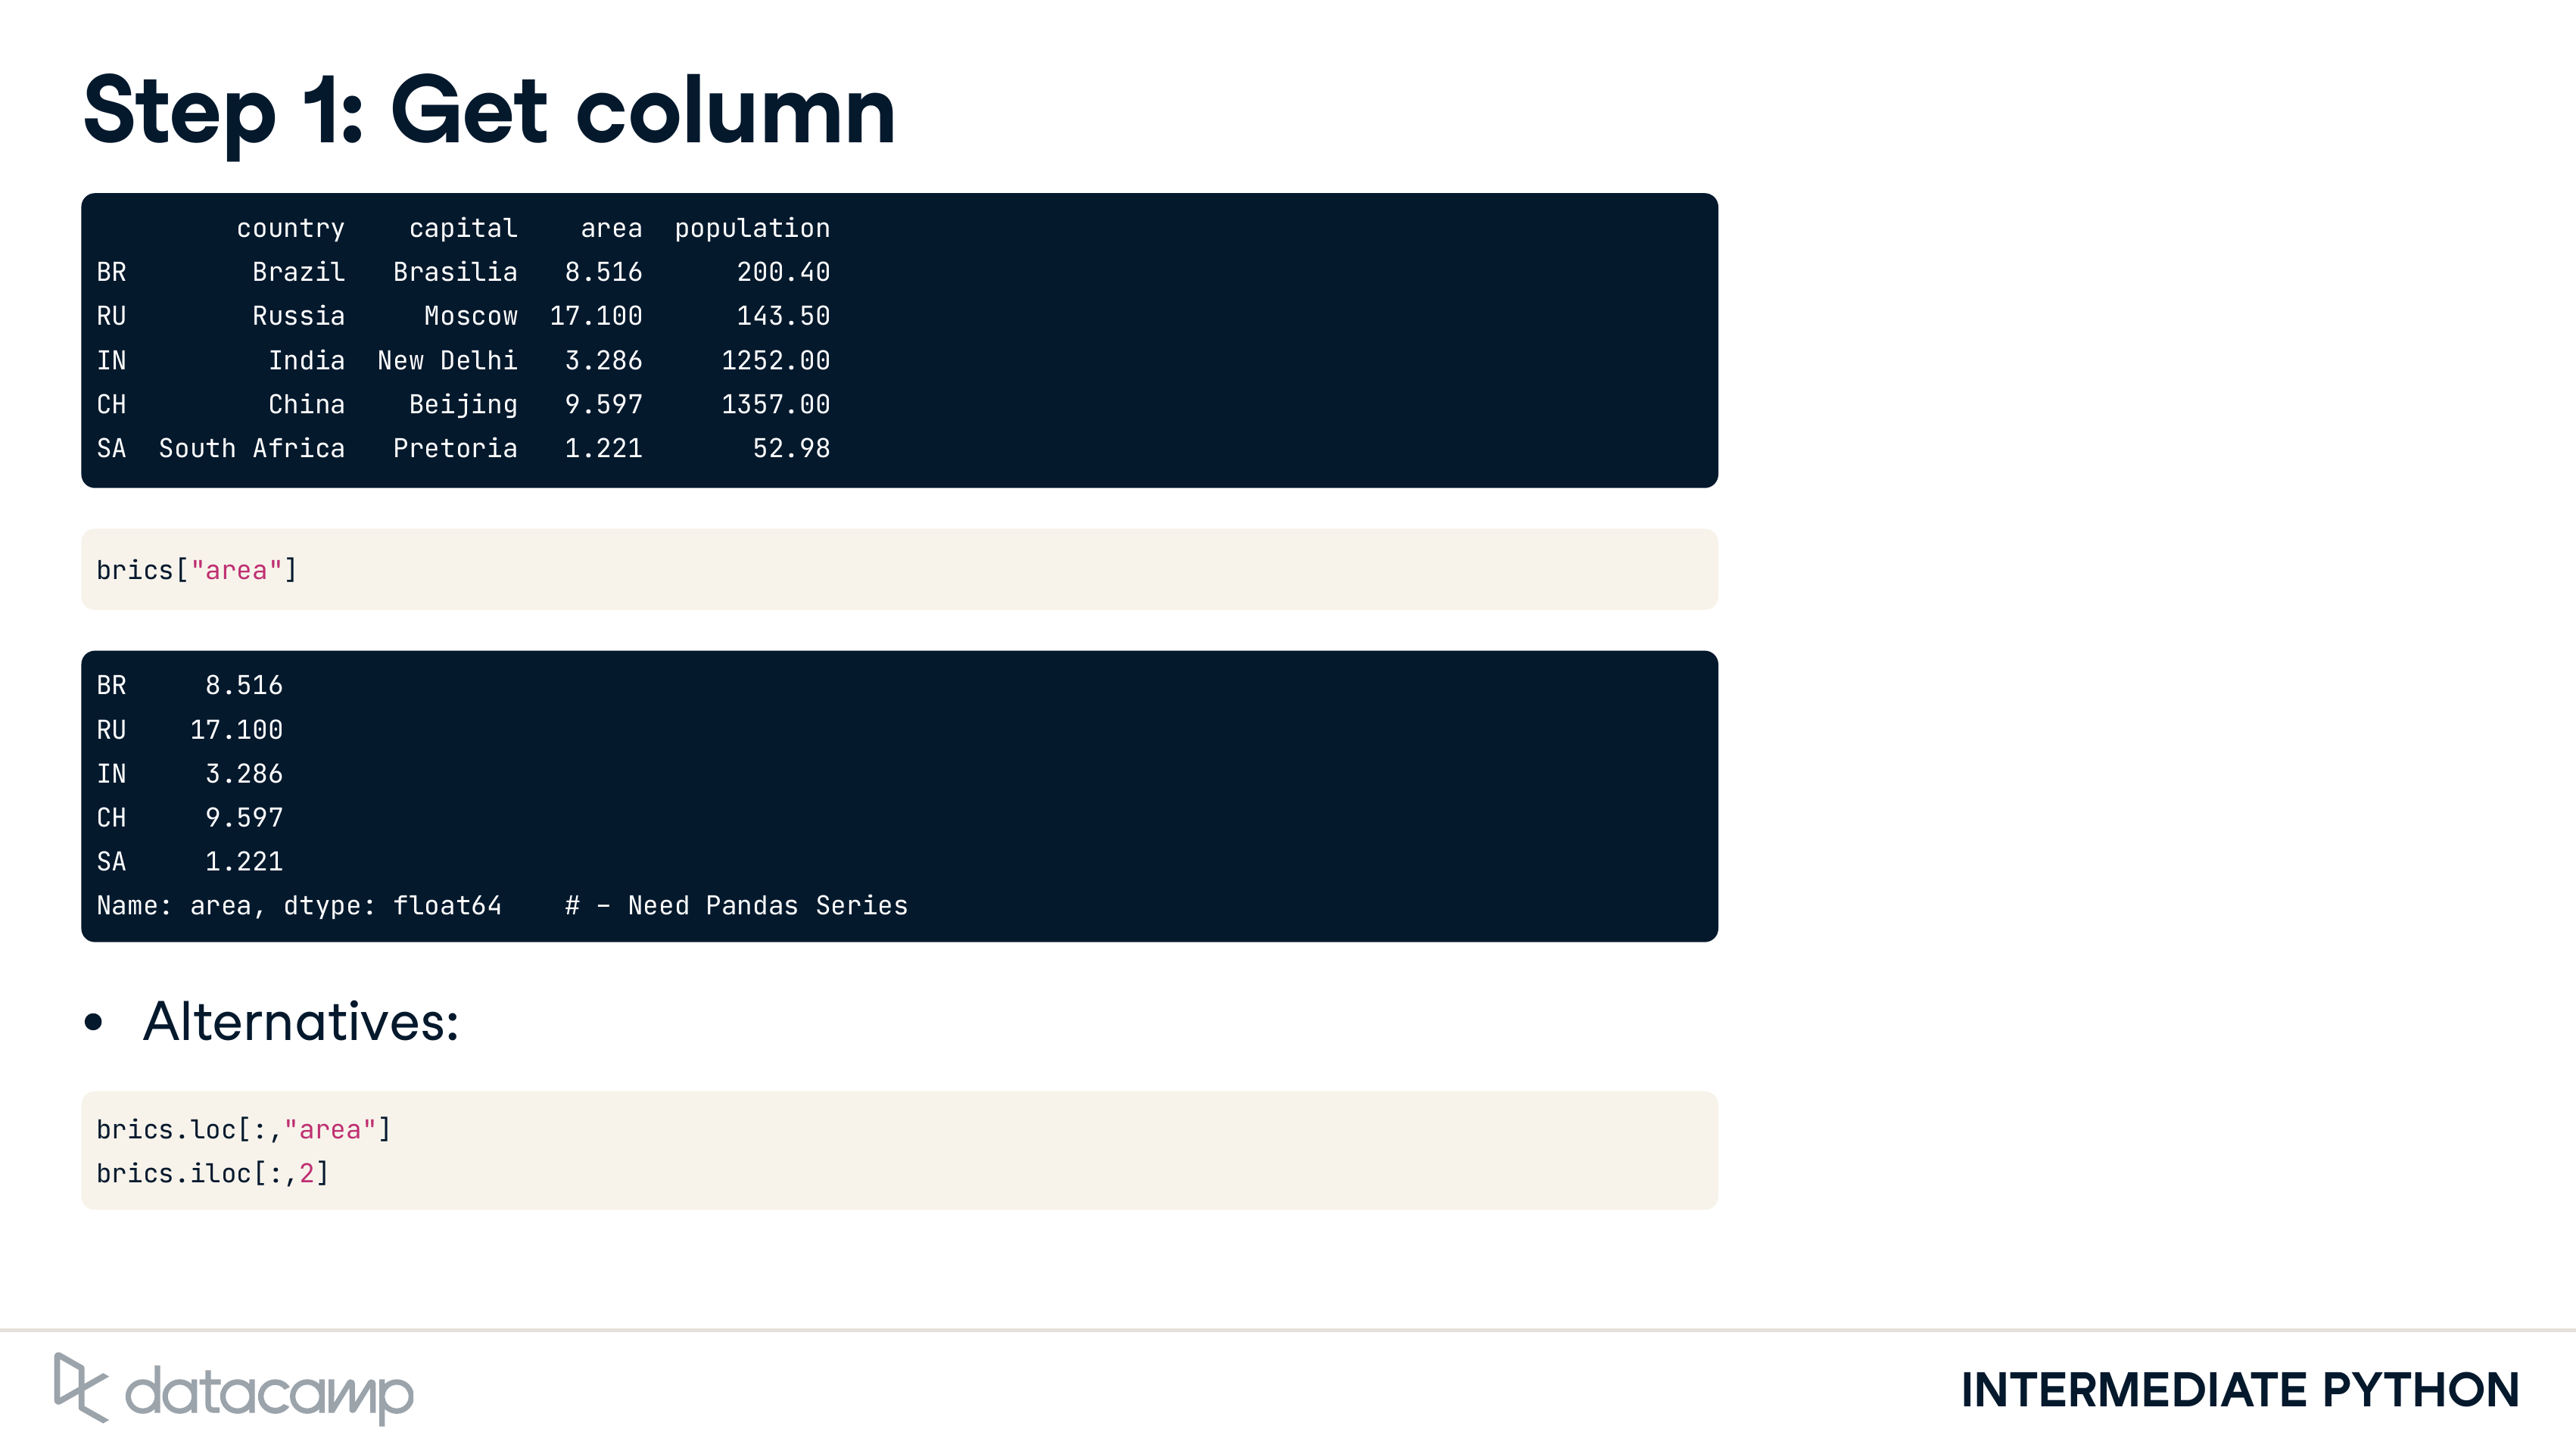 Step 1: Get column
         country    capital    area  population
BR        Brazil   Brasilia   8.516      200.40
RU        Russia     Moscow  17.100      143.50
IN         India  New Delhi   3.286     1252.00
CH         China    Beijing   9.597     1357.00
SA  South Africa   Pretoria   1.221       52.98
brics["area"]
BR     8.516
RU    17.100
IN     3.286
CH     9.597
SA     1.221
Name: area, dtype: float64    # - Need Pandas Series
• Alternatives:
brics.loc[:,"area"]
brics.iloc[:,2]
datacamp
INTERMEDIATE PYTHON